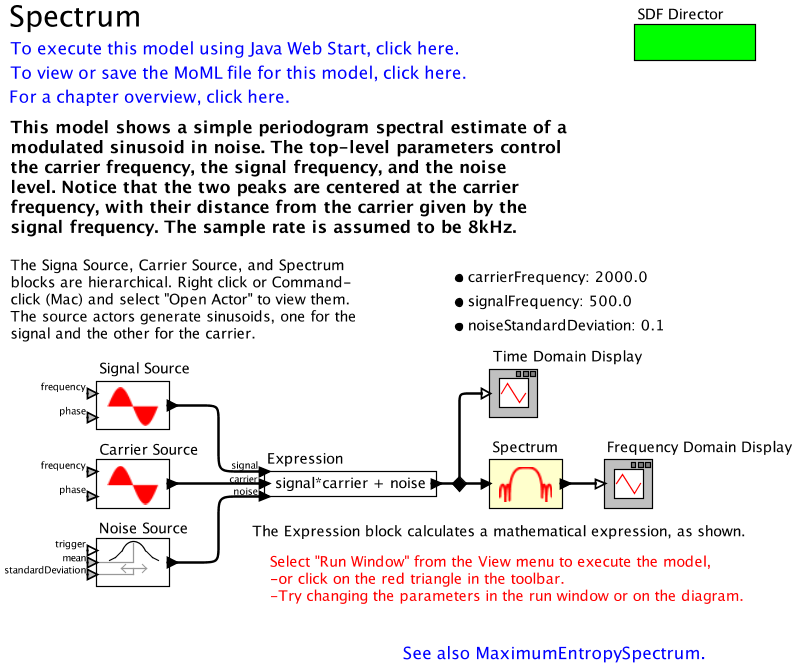 Spectrum
SDF Director
To execute this model using Java Web Start, click here.
To view or save the MoML file for this model, click here.
For a chapter overview, click here.
This model shows a simple periodogram spectral estimate of a
modulated sinusoid in noise. The top-level parameters control
the carrier frequency, the signal frequency, and the noise
level. Notice that the two peaks are centered at the carrier
frequency, with their distance from the carrier given by the
signal frequency. The sample rate is assumed to be 8kHz.
The Signa Source, Carrier Source, and Spectrum
blocks are hierarchical. Right click or Command-
click (Mac) and select "Open Actor" to view them.
The source actors generate sinusoids, one for the
signal and the other for the carrier.
carrierFrequency: 2000.0
signalFrequency: 500.0
noiseStandardDeviation: 0.1
Time Domain Display
Signal Source
frequency
phase
Carrier Source
frequency
phase
Expression
signal
carrier
noise
signal*carrier + noise
Spectrum
Frequency Domain Display
Noise Source
trigger
mean
standardDeviation
The Expression block calculates a mathematical expression, as shown.
Select "Run Window" from the View menu to execute the model,
-or click on the red triangle in the toolbar.
-Try changing the parameters in the run window or on the diagram.
See also MaximumEntropySpectrum.